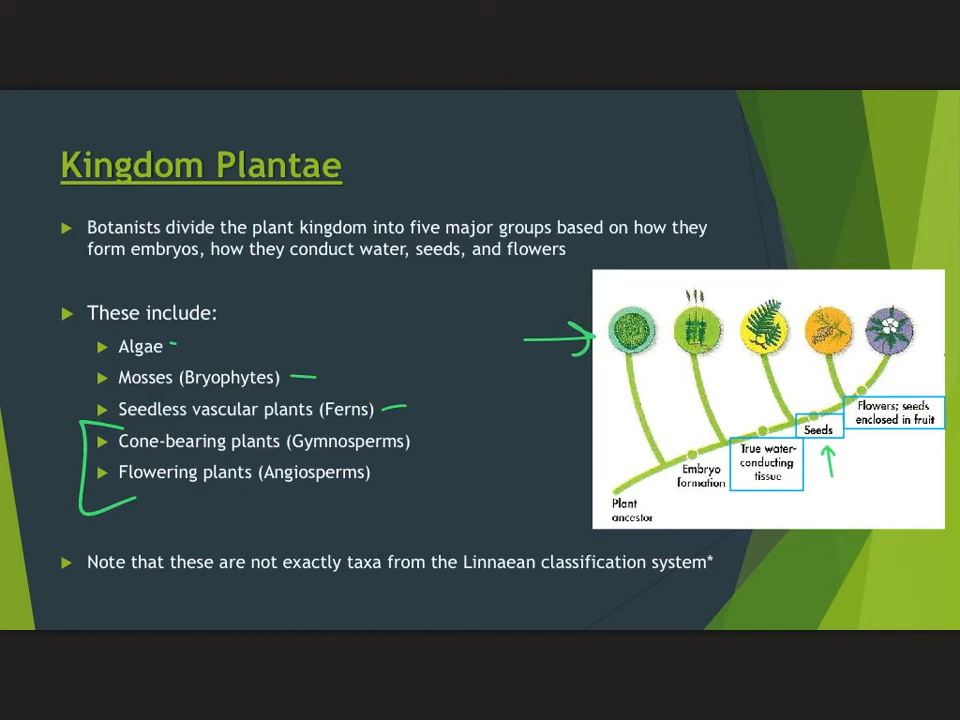 Kingdom Plantae
Botanists divide the plant kingdom into five major groups based on how they
form embryos, how they conduct water, seeds, and flowers
These include:
Algae
Mosses (Bryophytes)
Seedless vascular plants (Ferns)
Cone-bearing plants (Gymnosperms)
Flowering plants (Angiosperms)
Note that these are not exactly taxa from the Linnaean classification system*
Flowers; seeds
enclosed in fruit
Seeds
True water-
conducting
tissue
Embryo
formation
Plant
ancestor